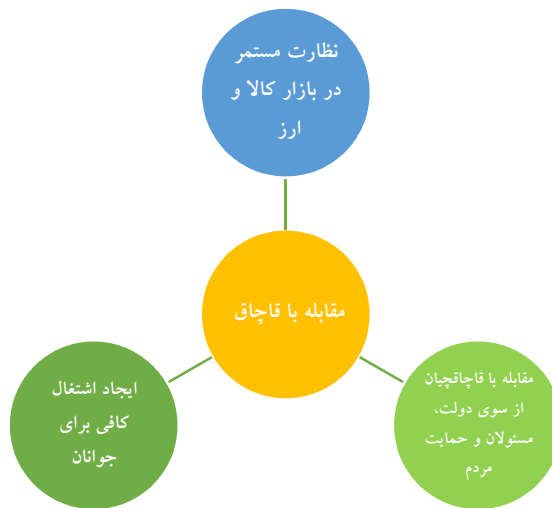 نظارت مستمر
در بازار کالا و
ارز
مقابله با قاچاق
مقابله با قاچاقچیان
از سوی دولت،
مسئولان و حمایت
مردم
ایجاد اشتغال
کافی برای
جوانان